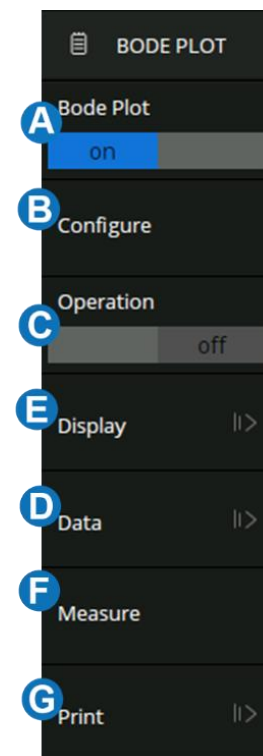 BODE PLOT
A Bode Plot
on
B
Configure
Operation
C
off
E
Display
D
Data
F
Measure
G
Print